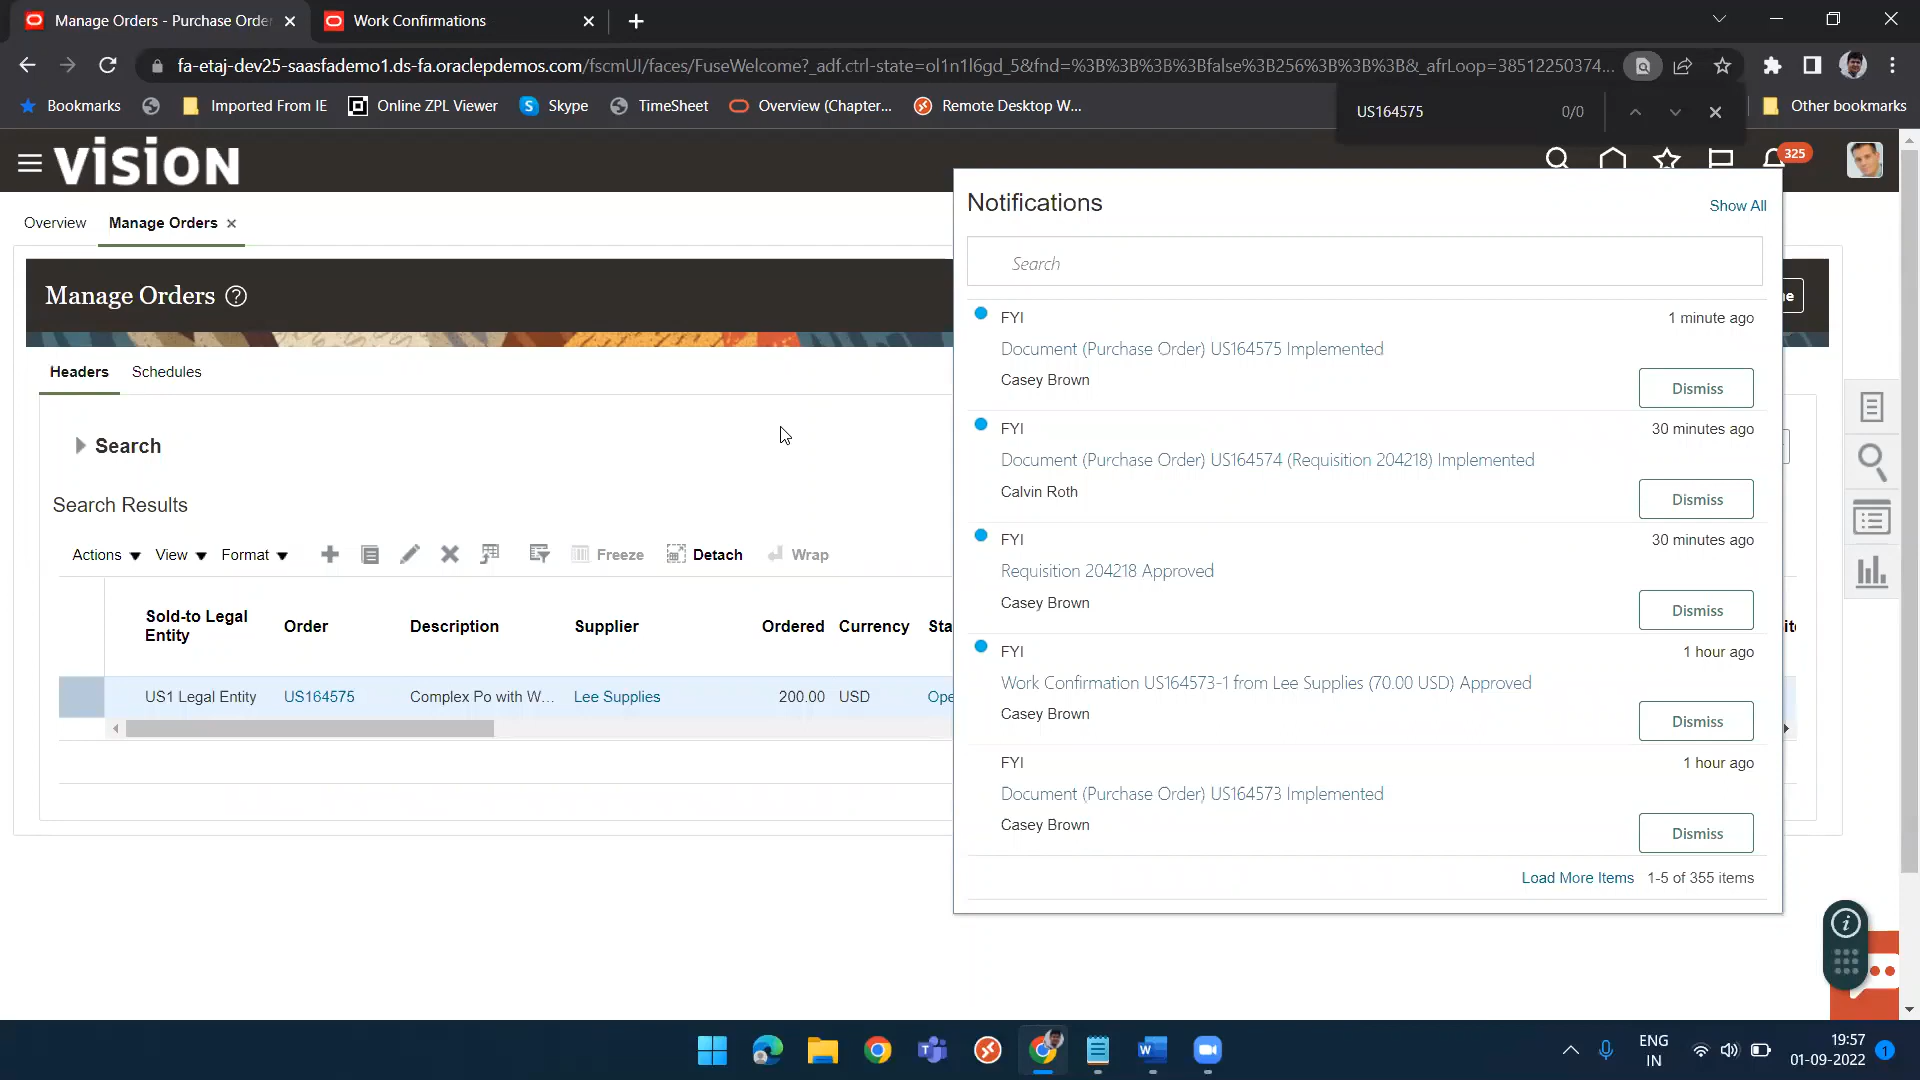 Manage Orders - Purchase Orde
Work Confirmations
fa-etaj-dev25-saasfademo1.ds-fa.oraclepdemos.com/fscmUI/faces/FuseWelcome?_adf.ctrl-state=ol1n1l6gd_5&fnd=%3B%3B%3B%3Bfalse%3B256%3B%3B%3B&_afrLoop=38512250374...
Bookmarks
Imported From IE
Online ZPL Viewer
Skype
TimeSheet
Overview (Chapter...
Remote Desktop W...
Other bookmarks
US164575
0/0
vision
325
Overview
Manage Orders
Manage Orders
Headers
Schedules
Search
Search Results
Actions
View
Format
Freeze
Detach
Wrap
Sold-to Legal Entity
Order
Description
Supplier
Ordered
Currency
Sta
US1 Legal Entity
US164575
Complex Po with W...
Lee Supplies
200.00
USD
Ope
Notifications
Show All
Search
FYI
1 minute ago
Document (Purchase Order) US164575 Implemented
Casey Brown
Dismiss
FYI
30 minutes ago
Document (Purchase Order) US164574 (Requisition 204218) Implemented
Calvin Roth
Dismiss
FYI
30 minutes ago
Requisition 204218 Approved
Casey Brown
Dismiss
FYI
1 hour ago
Work Confirmation US164573-1 from Lee Supplies (70.00 USD) Approved
Casey Brown
Dismiss
FYI
1 hour ago
Document (Purchase Order) US164573 Implemented
Casey Brown
Dismiss
Load More Items
1-5 of 355 items
ENG
IN
19:57
01-09-2022
1